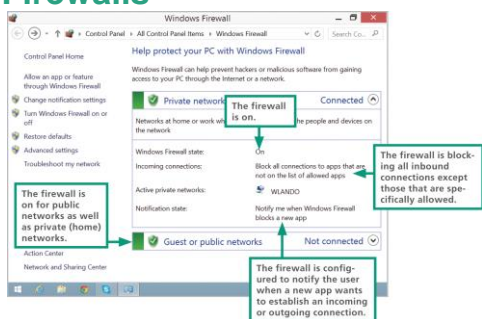 Firewalls
Windows Firewall
Control Panel ▸ All Control Panel Items ▸ Windows Firewall
Search Co...
Control Panel Home
Allow an app or feature
through Windows Firewall
Change notification settings
Turn Windows Firewall on or
off
Restore defaults
Advanced settings
Troubleshoot my network
Help protect your PC with Windows Firewall
Windows Firewall can help prevent hackers or malicious software from gaining
access to your PC through the Internet or a network.
Private network
Connected
The firewall
is on.
Networks at home or work wh
he people and devices on
the network
Windows Firewall state:
On
Incoming connections:
Block all connections to apps that are
not on the list of allowed apps
Active private networks:
WLANDO
Notification state:
Notify me when Windows Firewall
blocks a new app
The firewall is block-
ing all inbound
connections except
those that are spe-
cifically allowed.
The firewall is
on for public
networks as well
as private (home)
networks.
Guest or public networks
Not connected
Action Center
Network and Sharing Center
The firewall is config-
ured to notify the user
when a new app wants
to establish an incoming
or outgoing connection.